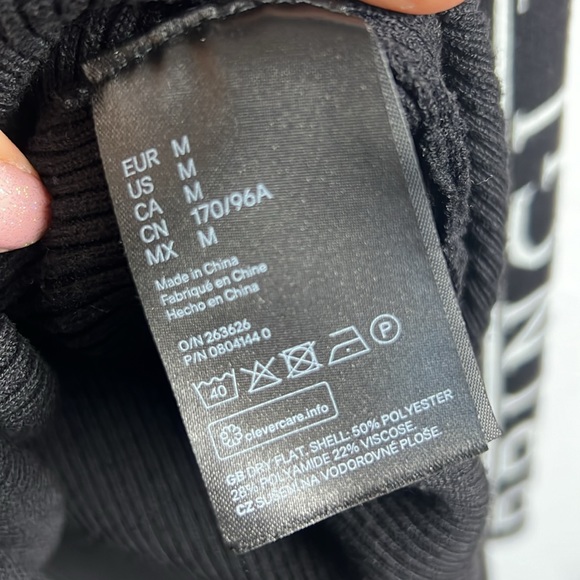 EUR M
US M
CA M
CN 170/96A
MX M
Made in China
Fabriqué en Chine
Hecho en China
O/N 263626
P/N 0804144 0
40
P
clevercare.info
GB DRY FLAT. SHELL: 50% POLYESTER
28% POLYAMIDE 22% VISCOSE.
CZ SUŠENÍ NA VODOROVNÉ PLOŠE.